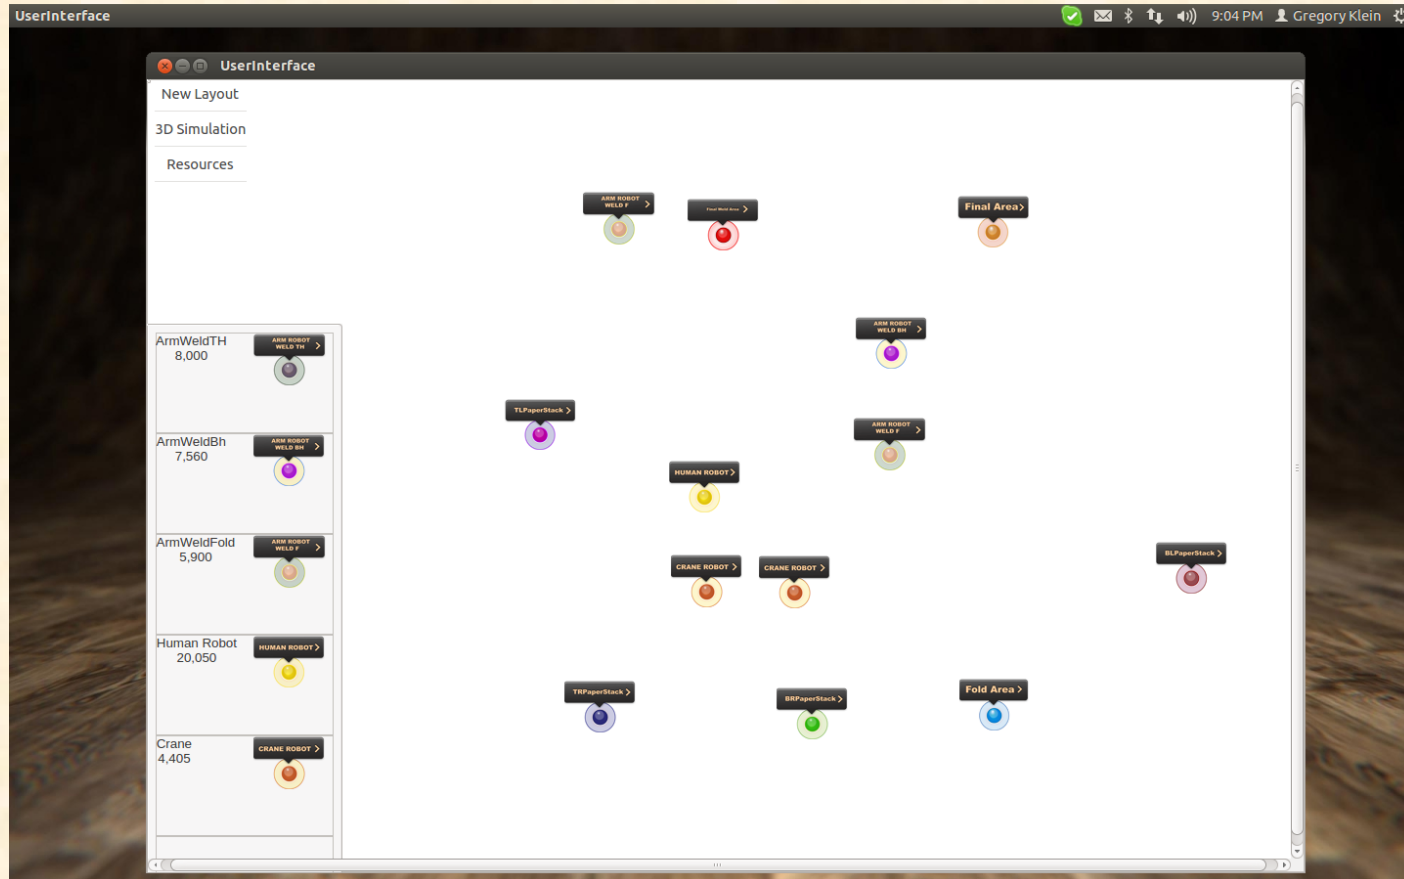 UserInterface
9:04 PM Gregory Klein
UserInterface
New Layout
3D Simulation
Resources
ARM ROBOT
WELD F
Final Weld Area
Final Area
ARM ROBOT
WELD BH
ArmWeldTH
8,000
ARM ROBOT
WELD TH
TLPaperStack
ARM ROBOT
WELD F
ArmWeldBh
7,560
ARM ROBOT
WELD BH
HUMAN ROBOT
ArmWeldFold
5,900
ARM ROBOT
WELD F
CRANE ROBOT
CRANE ROBOT
BLPaperStack
Human Robot
20,050
HUMAN ROBOT
TRPaperStack
BRPaperStack
Fold Area
Crane
4,405
CRANE ROBOT